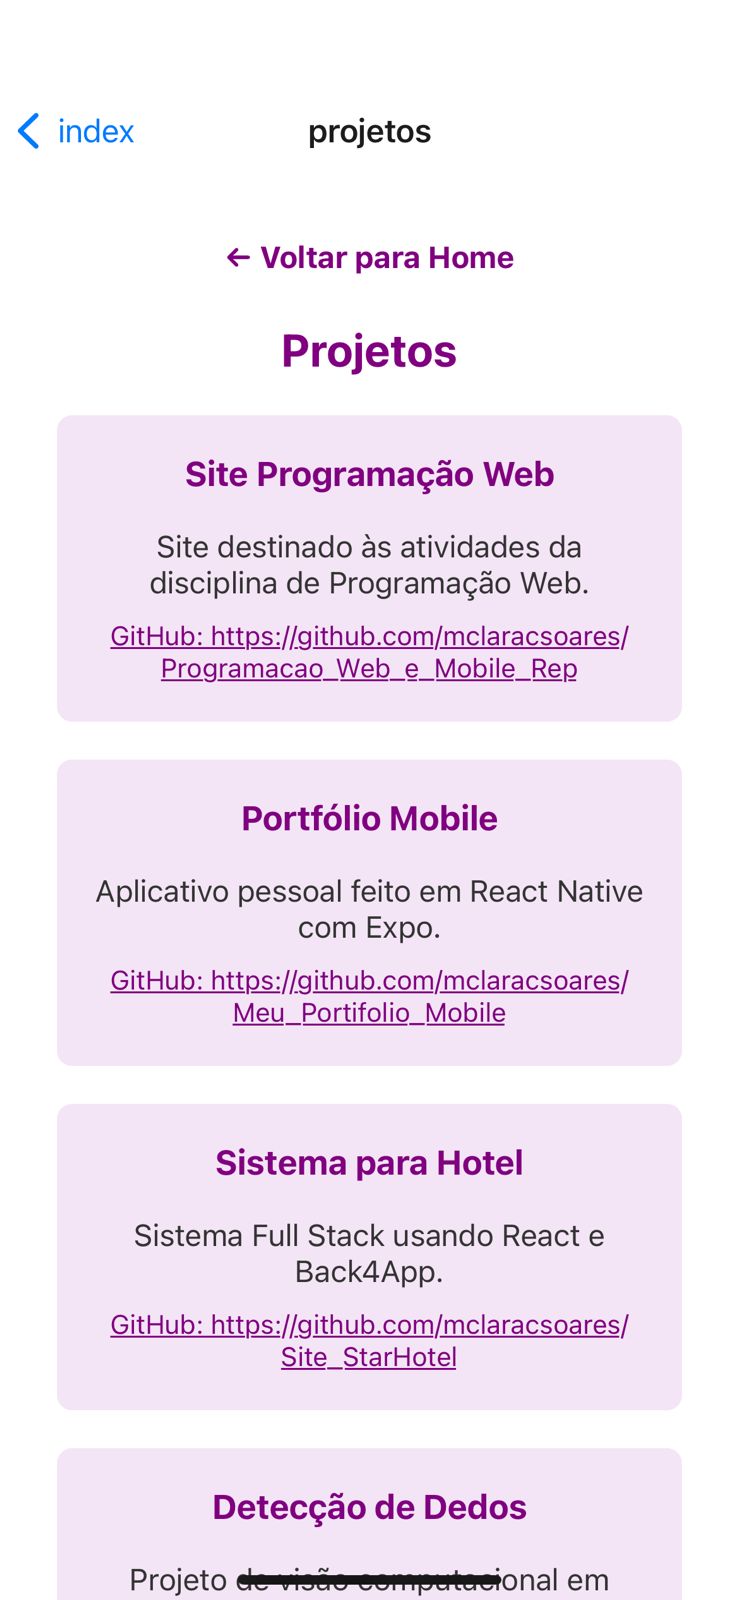 index
projetos
← Voltar para Home
Projetos
Site Programação Web
Site destinado às atividades da
disciplina de Programação Web.
GitHub: https://github.com/mclaracsoares/
Programacao_Web_e_Mobile_Rep
Portfólio Mobile
Aplicativo pessoal feito em React Native
com Expo.
GitHub: https://github.com/mclaracsoares/
Meu_Portifolio_Mobile
Sistema para Hotel
Sistema Full Stack usando React e
Back4App.
GitHub: https://github.com/mclaracsoares/
Site_StarHotel
Detecção de Dedos
Projeto de visão computacional em